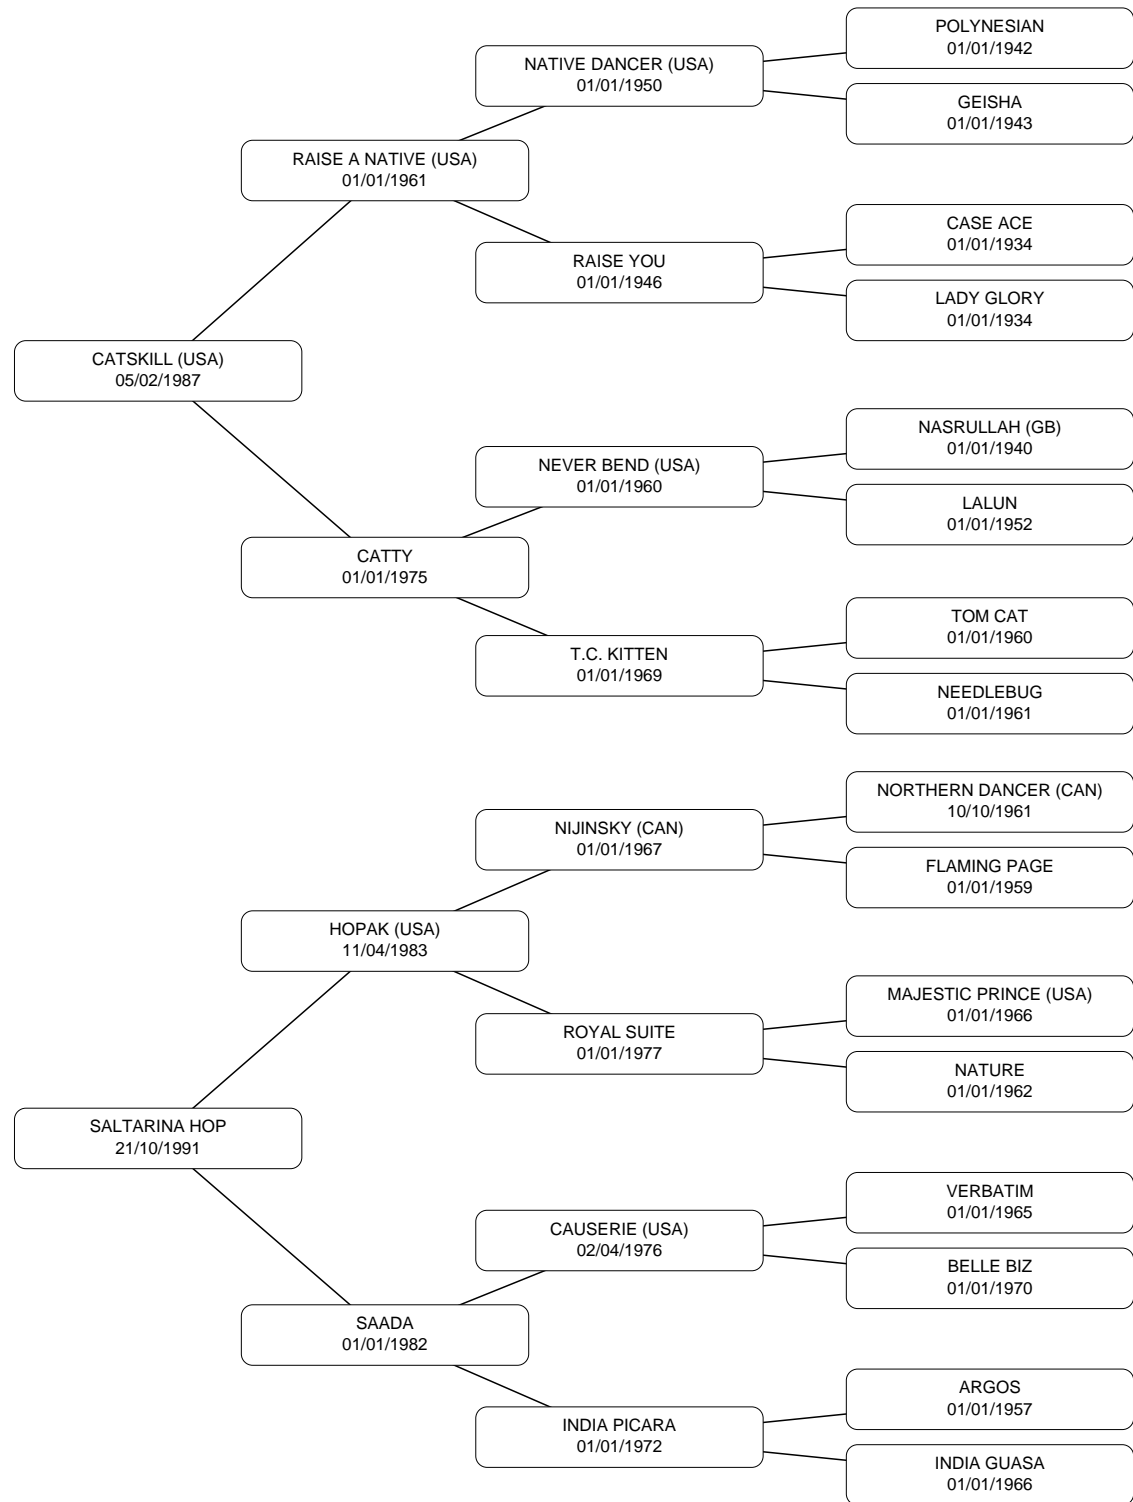 POLYNESIAN
01/01/1942
NATIVE DANCER (USA)
01/01/1950
GEISHA
01/01/1943
RAISE A NATIVE (USA)
01/01/1961
CASE ACE
01/01/1934
RAISE YOU
01/01/1946
LADY GLORY
01/01/1934
CATSKILL (USA)
05/02/1987
NASRULLAH (GB)
01/01/1940
NEVER BEND (USA)
01/01/1960
LALUN
01/01/1952
CATTY
01/01/1975
TOM CAT
01/01/1960
T.C. KITTEN
01/01/1969
NEEDLEBUG
01/01/1961
NORTHERN DANCER (CAN)
10/10/1961
NIJINSKY (CAN)
01/01/1967
FLAMING PAGE
01/01/1959
HOPAK (USA)
11/04/1983
MAJESTIC PRINCE (USA)
01/01/1966
ROYAL SUITE
01/01/1977
NATURE
01/01/1962
SALTARINA HOP
21/10/1991
VERBATIM
01/01/1965
CAUSERIE (USA)
02/04/1976
BELLE BIZ
01/01/1970
SAADA
01/01/1982
ARGOS
01/01/1957
INDIA PICARA
01/01/1972
INDIA GUASA
01/01/1966